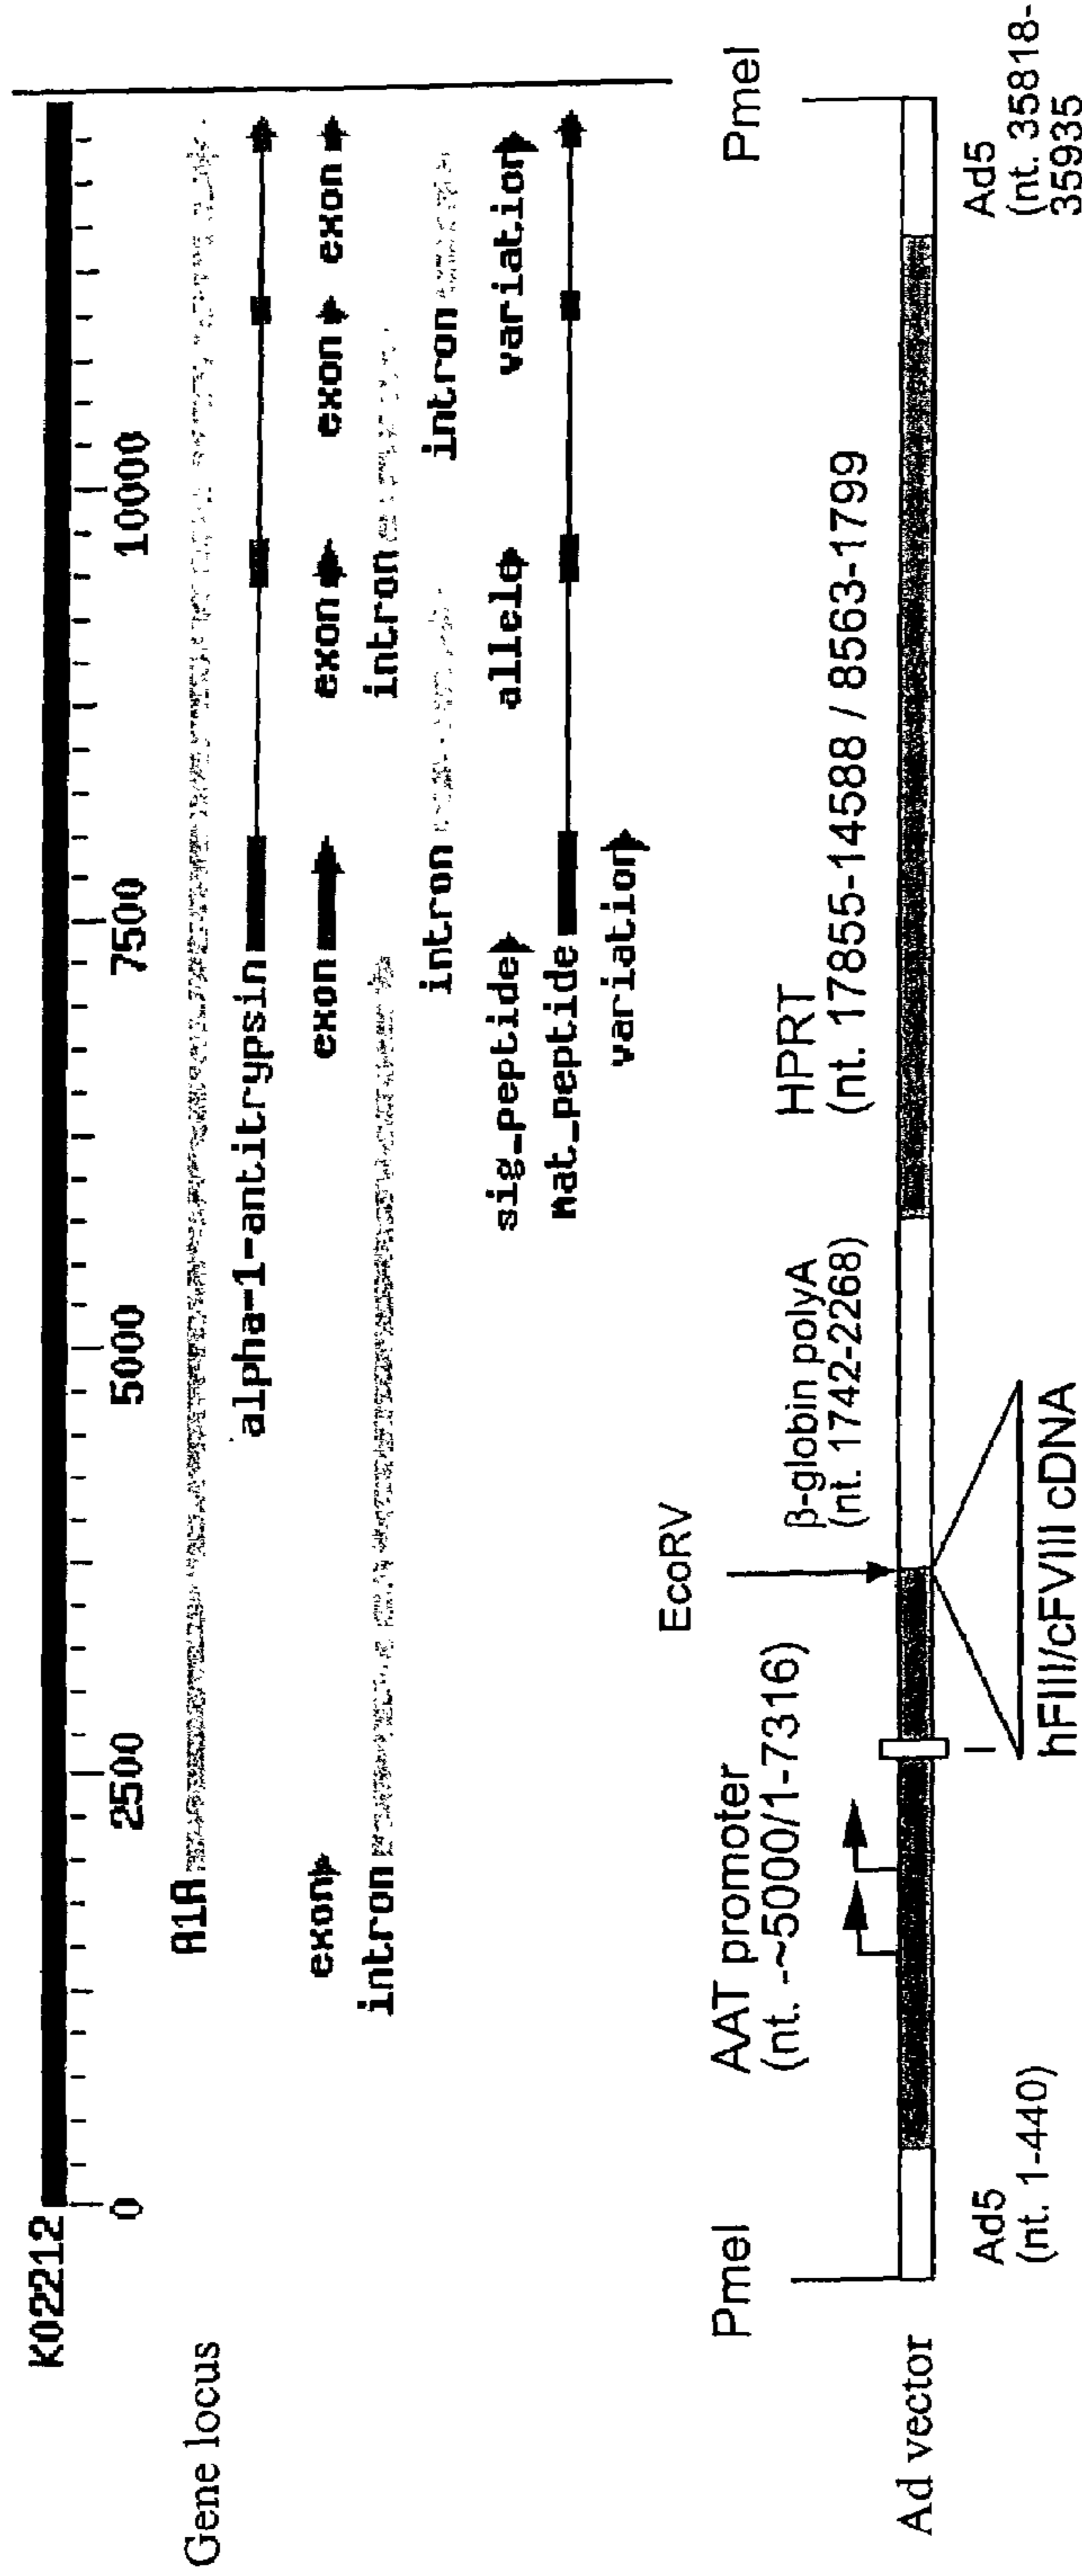 K02212
0
2500
5000
7500
10000
Gene locus
A1A
alpha-1-antitrypsin
exon
exon
exon
exon
exon
intron
intron
intron
intron
sig_peptide
allele
variation
mat_peptide
variation
PmeI
EcoRV
PmeI
AAT promoter
(nt. -~5000/1-7316)
β-globin polyA
(nt. 1742-2268)
HPRT
(nt. 17855-14588 / 8563-1799
Ad vector
I
Ad5
(nt. 1-440)
hFIII/cFVIII cDNA
Ad5
(nt. 35818-
35935